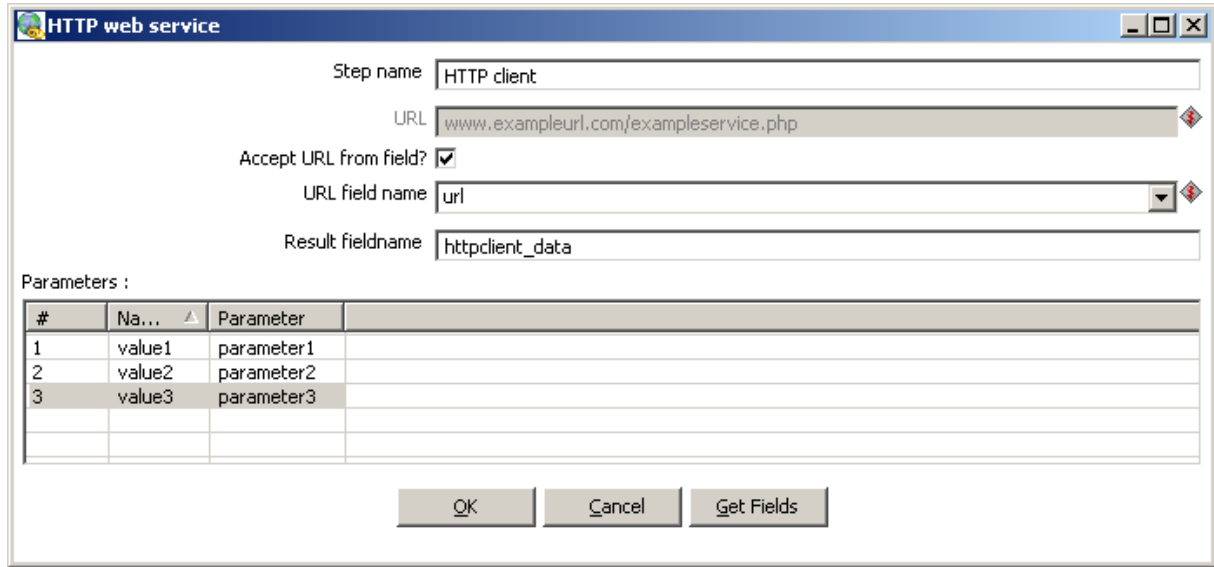 HTTP web service
Step name HTTP client
URL www.exampleurl.com/exampleservice.php
Accept URL from field?
URL field name url
Result fieldname httpclient_data
Parameters :
# Na... Parameter
1 value1 parameter1
2 value2 parameter2
3 value3 parameter3
OK Cancel Get Fields